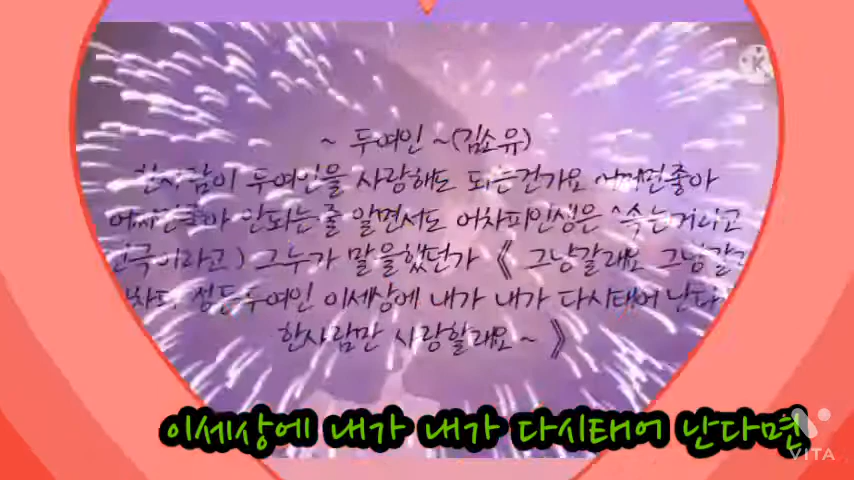 ~ 두여인 ~(김소유)
한사람이 두여인을 사랑해도 되는건가요 어쩌면좋아
어쩌면좋아 안되는줄 알면서도 어차피인생은 속는거니고
연극이라고) 그누가 말을했던가 《 그냥갈래요 그냥갈
정든두여인 이세상에 내가 내가 다시태어 난다
한사람만 사랑할래요~ 》
이세상에 내가 내가 다시태어 난다면
VITA